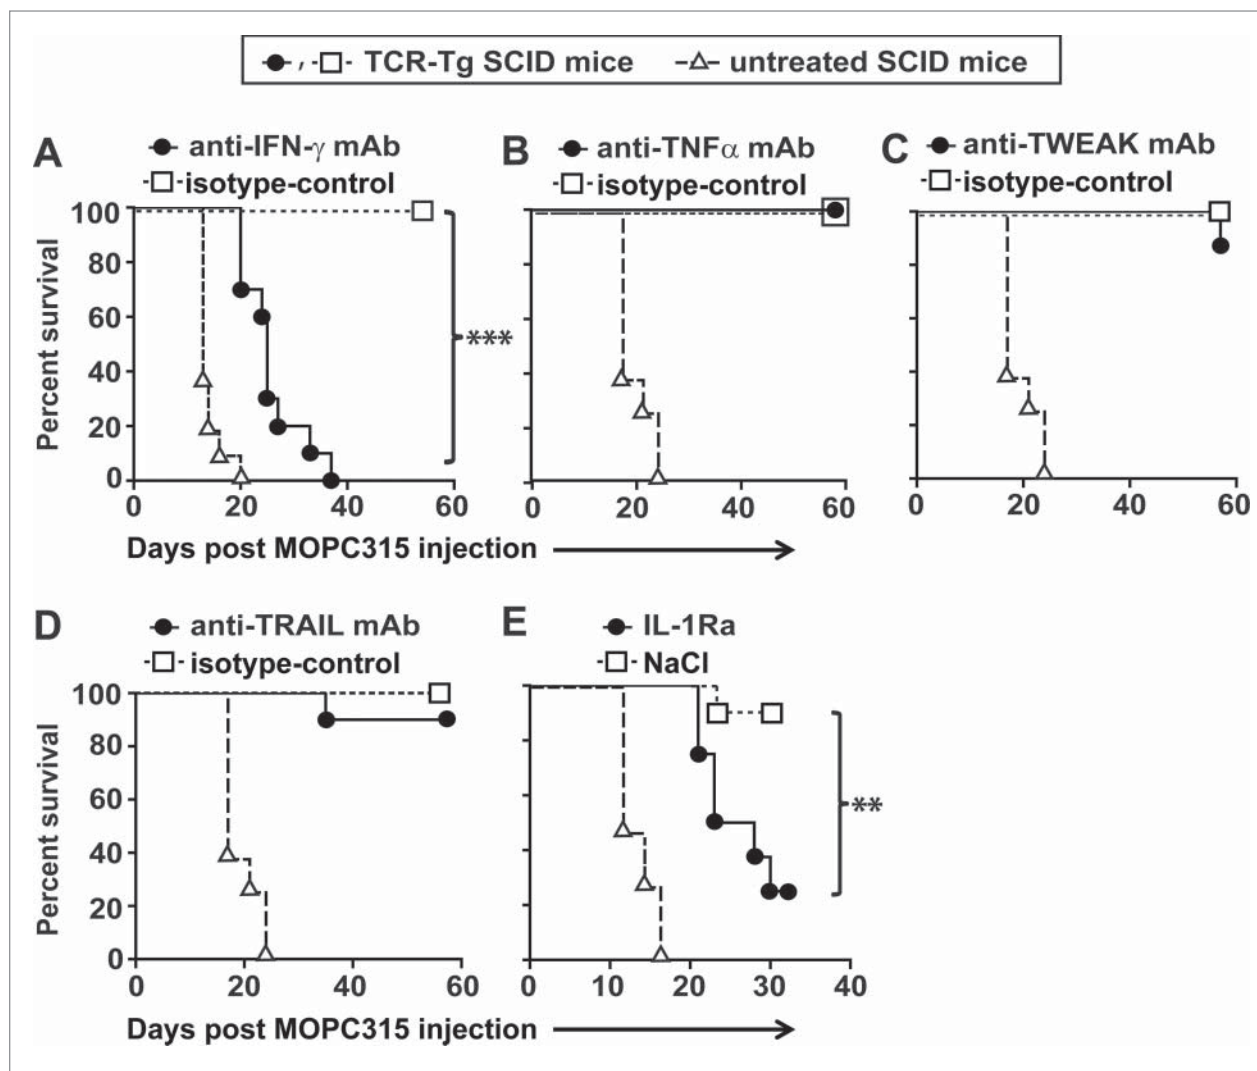 TCR-Tg SCID mice untreated SCID mice
A anti-IFN-γ mAb
isotype-control
B anti-TNFα mAb
isotype-control
C anti-TWEAK mAb
isotype-control
Percent survival
100
80
60
40
20
0
***
0 20 40 60
0 20 40 60
0 20 40 60
Days post MOPC315 injection
D anti-TRAIL mAb
isotype-control
E IL-1Ra
NaCl
Percent survival
100
80
60
40
20
0
**
0 20 40 60
0 10 20 30 40
Days post MOPC315 injection